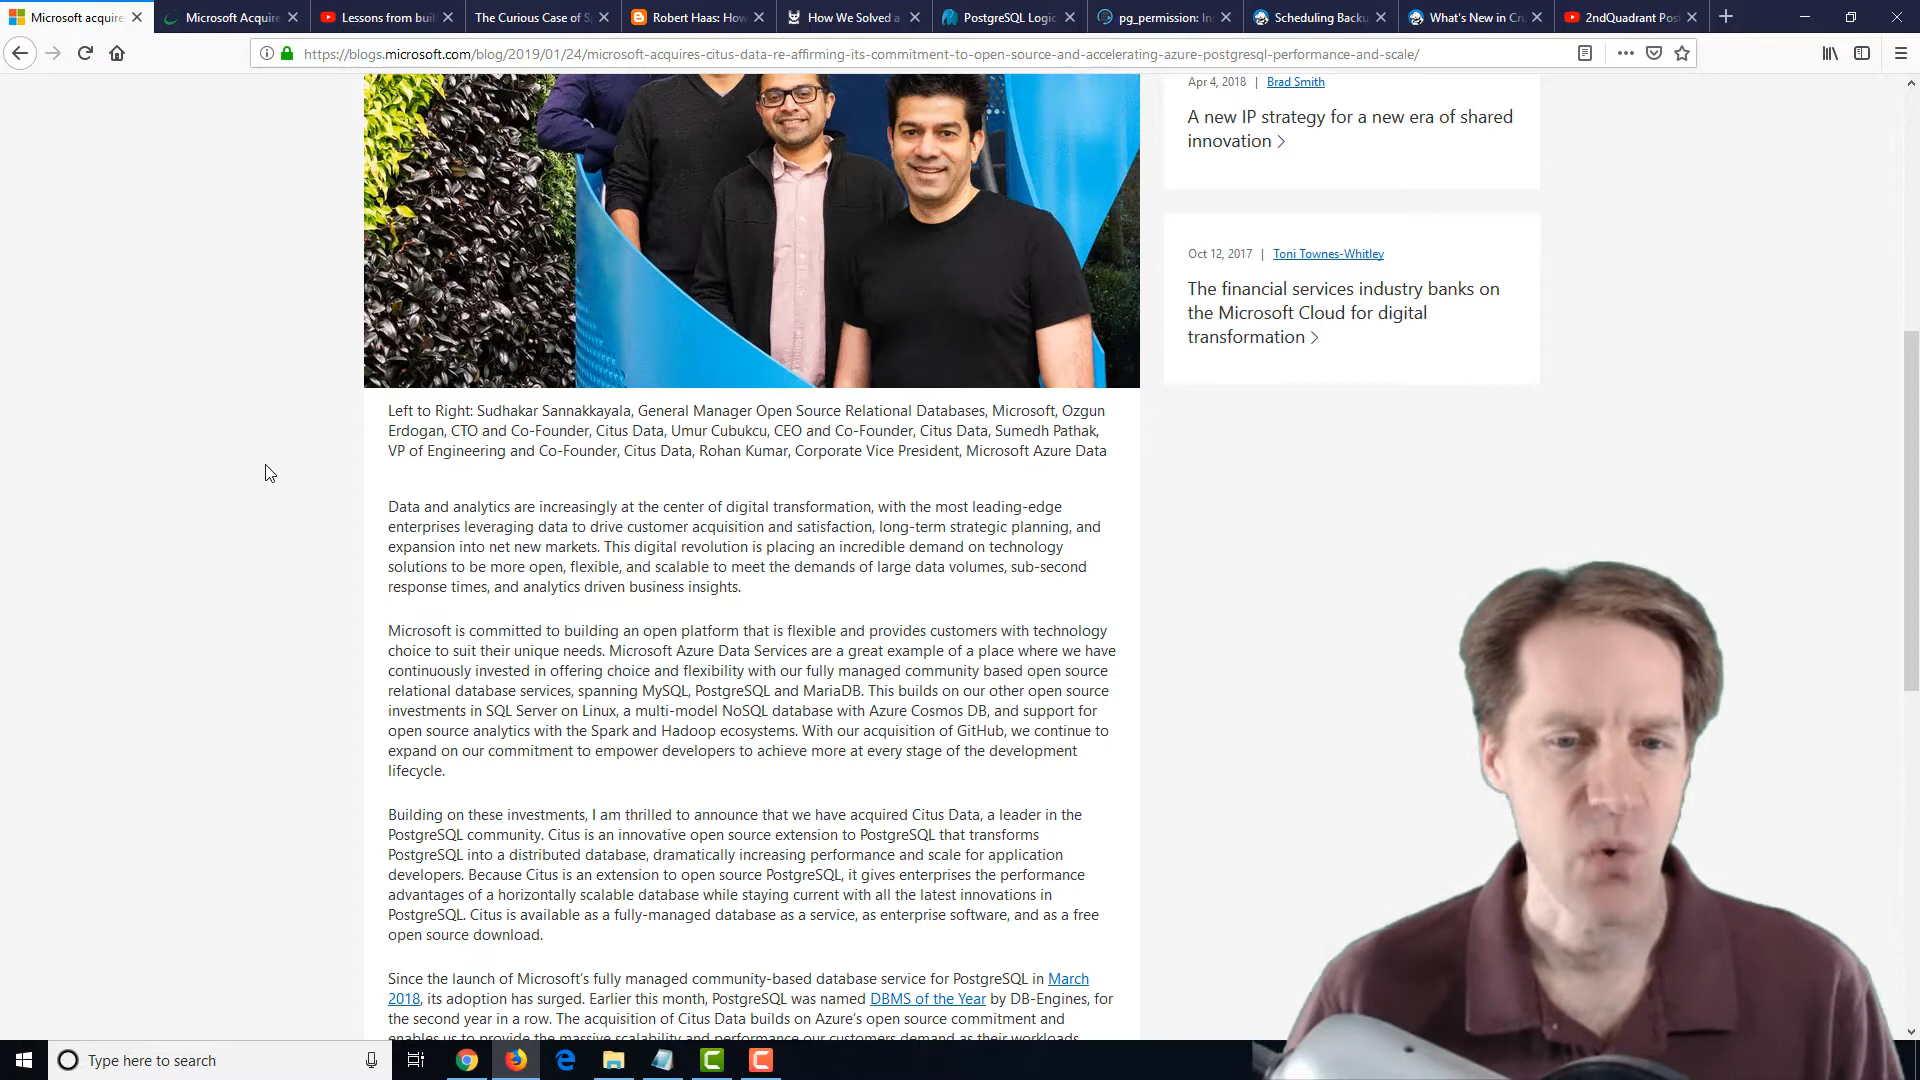 Microsoft acquire
Microsoft Acquire
Lessons from buil
The Curious Case of S
Robert Haas: How
How We Solved a
PostgreSQL Logic
pg_permission: In
Scheduling Backu
What's New in Cru
2ndQuadrant Pos
https://blogs.microsoft.com/blog/2019/01/24/microsoft-acquires-citus-data-re-affirming-its-commitment-to-open-source-and-accelerating-azure-postgresql-performance-and-scale/
Apr 4, 2018 | Brad Smith
A new IP strategy for a new era of shared
innovation >
Oct 12, 2017 | Toni Townes-Whitley
The financial services industry banks on
the Microsoft Cloud for digital
transformation >
Left to Right: Sudhakar Sannakkayala, General Manager Open Source Relational Databases, Microsoft, Ozgun
Erdogan, CTO and Co-Founder, Citus Data, Umur Cubukcu, CEO and Co-Founder, Citus Data, Sumedh Pathak,
VP of Engineering and Co-Founder, Citus Data, Rohan Kumar, Corporate Vice President, Microsoft Azure Data
Data and analytics are increasingly at the center of digital transformation, with the most leading-edge
enterprises leveraging data to drive customer acquisition and satisfaction, long-term strategic planning, and
expansion into net new markets. This digital revolution is placing an incredible demand on technology
solutions to be more open, flexible, and scalable to meet the demands of large data volumes, sub-second
response times, and analytics driven business insights.
Microsoft is committed to building an open platform that is flexible and provides customers with technology
choice to suit their unique needs. Microsoft Azure Data Services are a great example of a place where we have
continuously invested in offering choice and flexibility with our fully managed community based open source
relational database services, spanning MySQL, PostgreSQL and MariaDB. This builds on our other open source
investments in SQL Server on Linux, a multi-model NoSQL database with Azure Cosmos DB, and support for
open source analytics with the Spark and Hadoop ecosystems. With our acquisition of GitHub, we continue to
expand on our commitment to empower developers to achieve more at every stage of the development
lifecycle.
Building on these investments, I am thrilled to announce that we have acquired Citus Data, a leader in the
PostgreSQL community. Citus is an innovative open source extension to PostgreSQL that transforms
PostgreSQL into a distributed database, dramatically increasing performance and scale for application
developers. Because Citus is an extension to open source PostgreSQL, it gives enterprises the performance
advantages of a horizontally scalable database while staying current with all the latest innovations in
PostgreSQL. Citus is available as a fully-managed database as a service, as enterprise software, and as a free
open source download.
Since the launch of Microsoft's fully managed community-based database service for PostgreSQL in March
2018, its adoption has surged. Earlier this month, PostgreSQL was named DBMS of the Year by DB-Engines, for
the second year in a row. The acquisition of Citus Data builds on Azure's open source commitment and
enables us to provide the massive scalability and performance our customers demand as their workloads
Type here to search